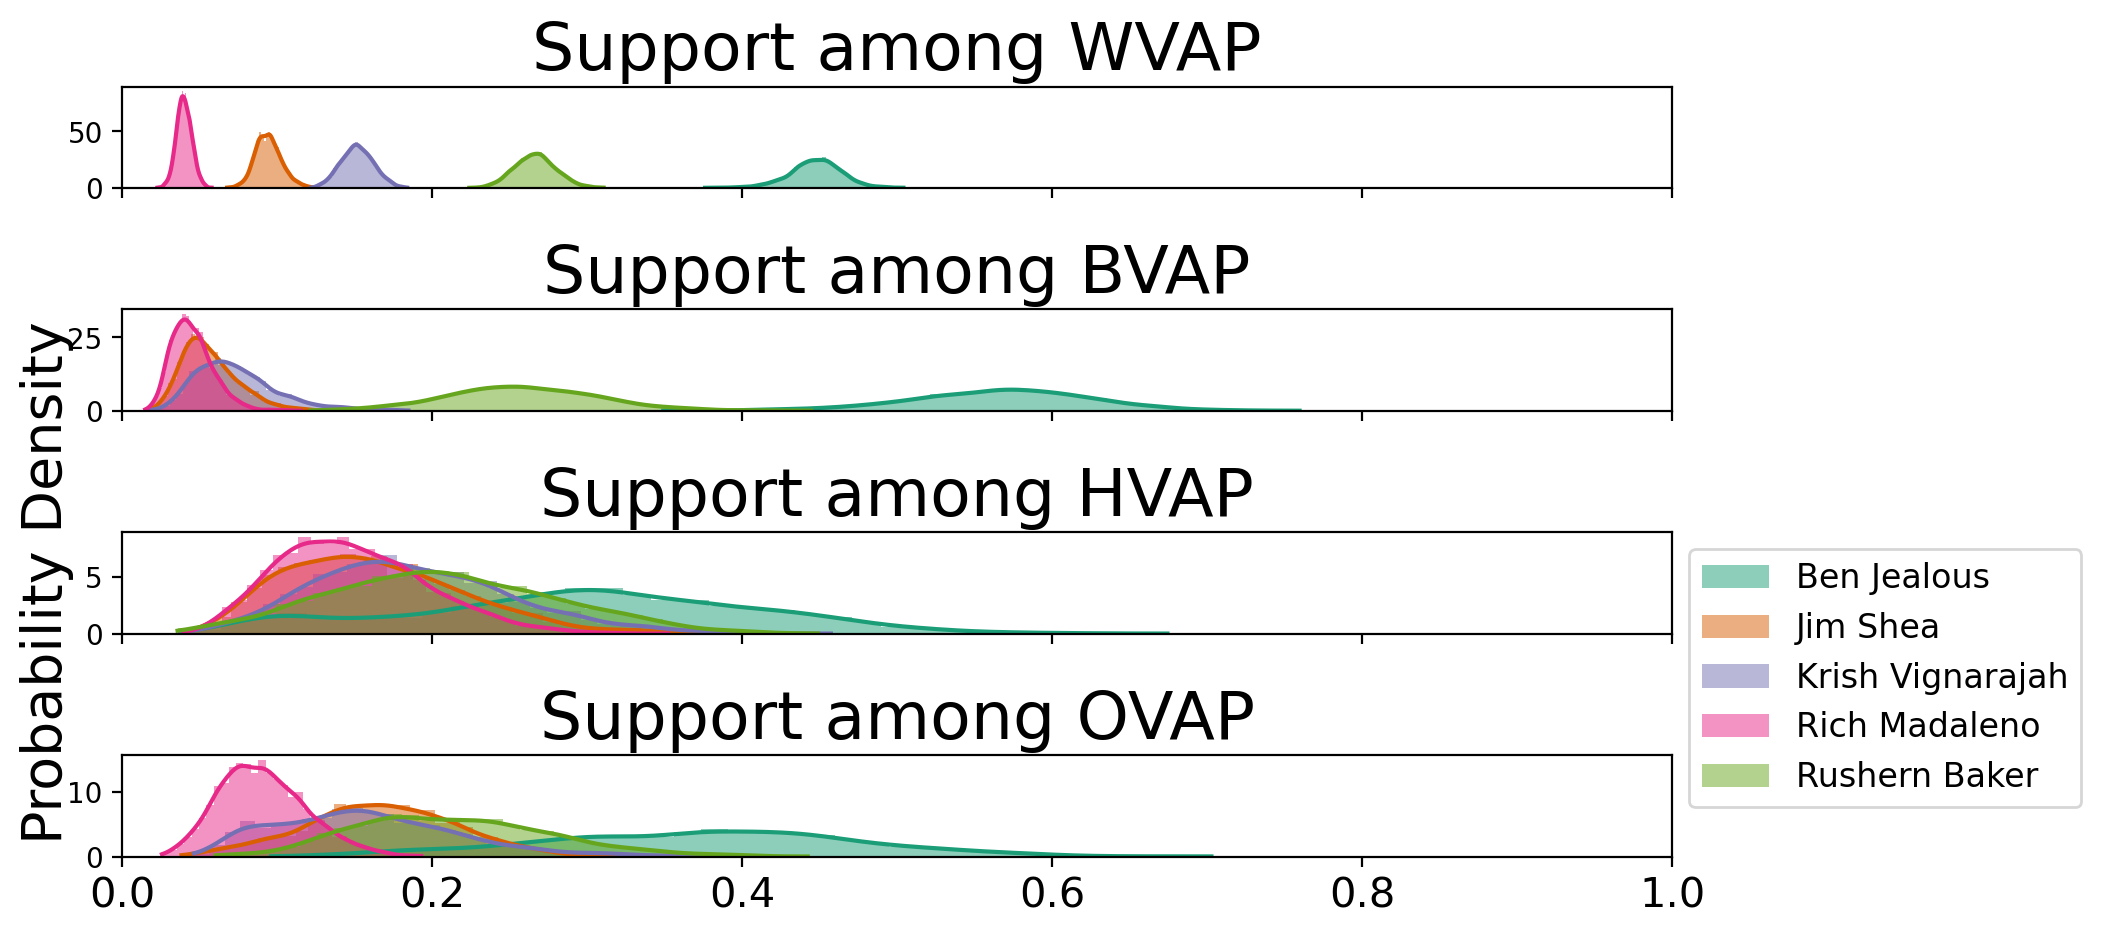 Support among WVAP
50
0
Support among BVAP
25
0
Support among HVAP
5
0
Support among OVAP
10
0
0.0 0.2 0.4 0.6 0.8 1.0
Probability Density
Ben Jealous
Jim Shea
Krish Vignarajah
Rich Madaleno
Rushern Baker